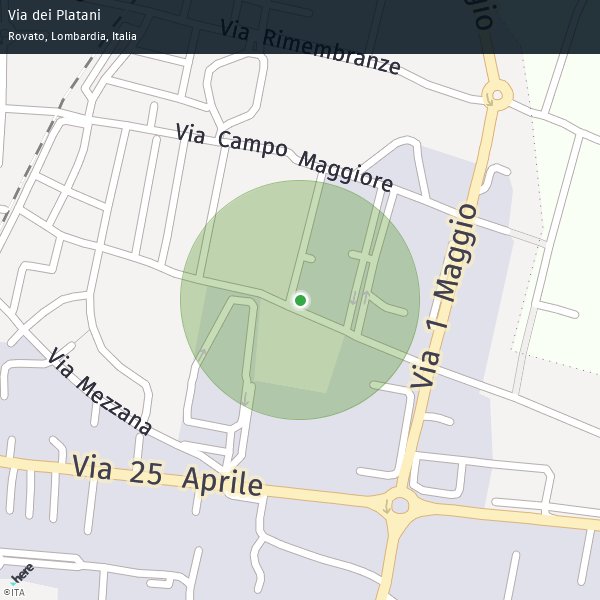 Via dei Platani
Rovato, Lombardia, Italia
Via Rimembranze
Via Campo Maggiore
Via 1 Maggio
Via Mezzana
Via 25 Aprile
here
©ITA